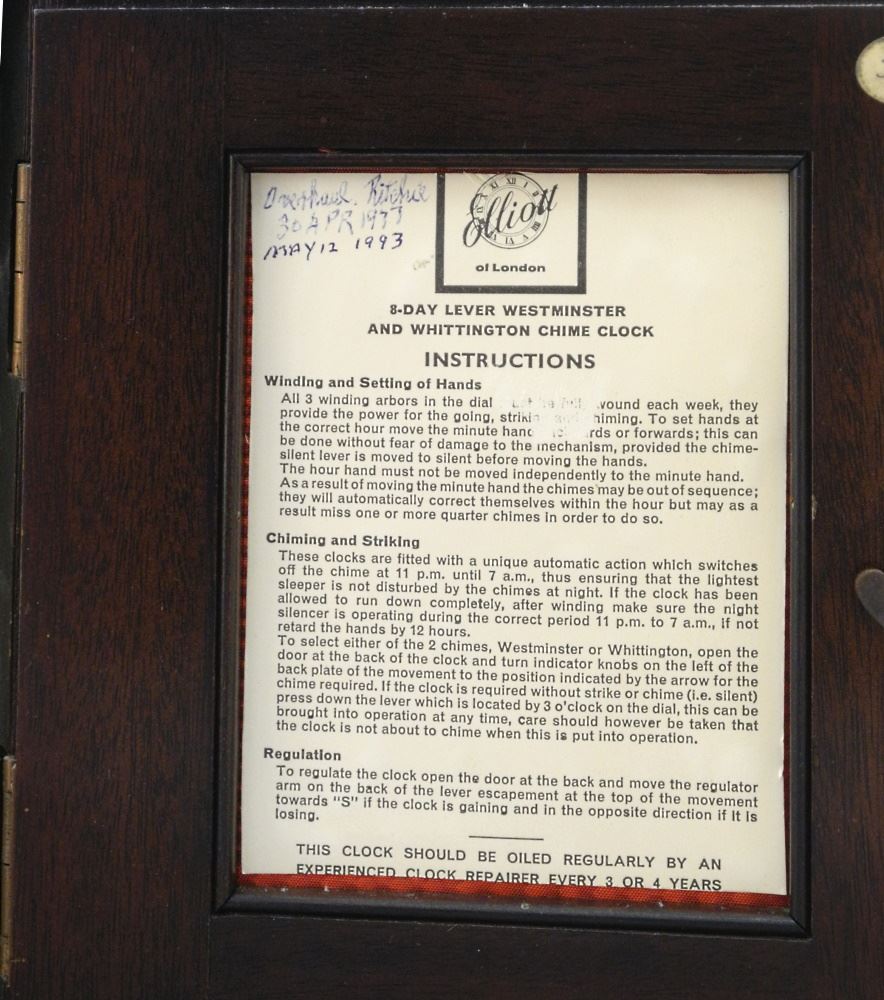 Overhaul. Ritchie
30 APR 1977
MAY 12 1993
Elliott
of London
8-DAY LEVER WESTMINSTER
AND WHITTINGTON CHIME CLOCK
INSTRUCTIONS
Winding and Setting of Hands
All 3 winding arbors in the dial wound each week, they
provide the power for the going, and To set hands at
the correct hour move the minute or forwards; this can
be done without fear of damage to the mechanism, provided the chime-
silent lever is moved to silent before moving the hands.
The hour hand must not be moved independently to the minute hand.
As a result of moving the minute hand the chimes may be out of sequence;
they will automatically correct themselves within the hour but may as a
result miss one or more quarter chimes in order to do so.
Chiming and Striking
These clocks are fitted with a unique automatic action which switches
off the chime at 11 p.m. until 7 a.m., thus ensuring that the lightest
sleeper is not disturbed by the chimes at night. If the clock has been
allowed to run down completely, after winding make sure the night
silencer is operating during the correct period 11 p.m. to 7 a.m., if not
retard the hands by 12 hours.
To select either of the 2 chimes, Westminster or Whittington, open the
door at the back of the clock and turn indicator knobs on the left of the
back plate of the movement to the position indicated by the arrow for the
chime required. If the clock is required without strike or chime (i.e. silent)
press down the lever which is located by 3 o'clock on the dial, this can be
brought into operation at any time, care should however be taken that
the clock is not about to chime when this is put into operation.
Regulation
To regulate the clock open the door at the back and move the regulator
arm on the back of the lever escapement at the top of the movement
towards "S" if the clock is gaining and in the opposite direction if It is
losing.
THIS CLOCK SHOULD BE OILED REGULARLY BY AN
EXPERIENCED CLOCK REPAIRER EVERY 3 OR 4 YEARS